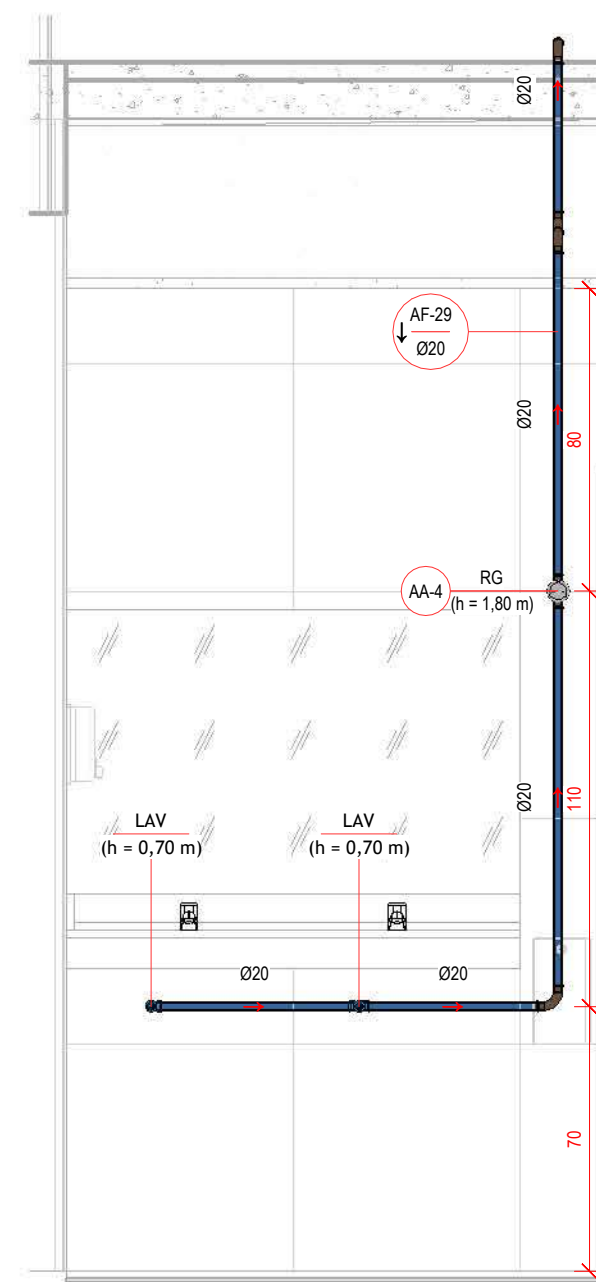 Ø20
AF-29
Ø20
Ø20
80
AA-4
RG
(h = 1,80 m)
Ø20
110
LAV
(h = 0,70 m)
LAV
(h = 0,70 m)
Ø20
Ø20
70